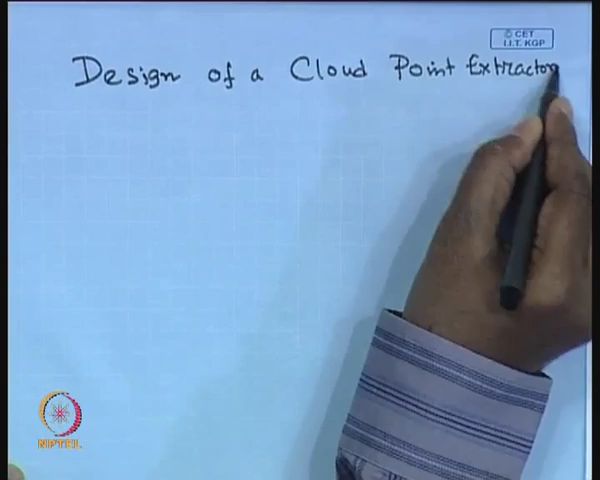 © CET
I.I.T. KGP
Design of a Cloud Point Extractor
NPTEL